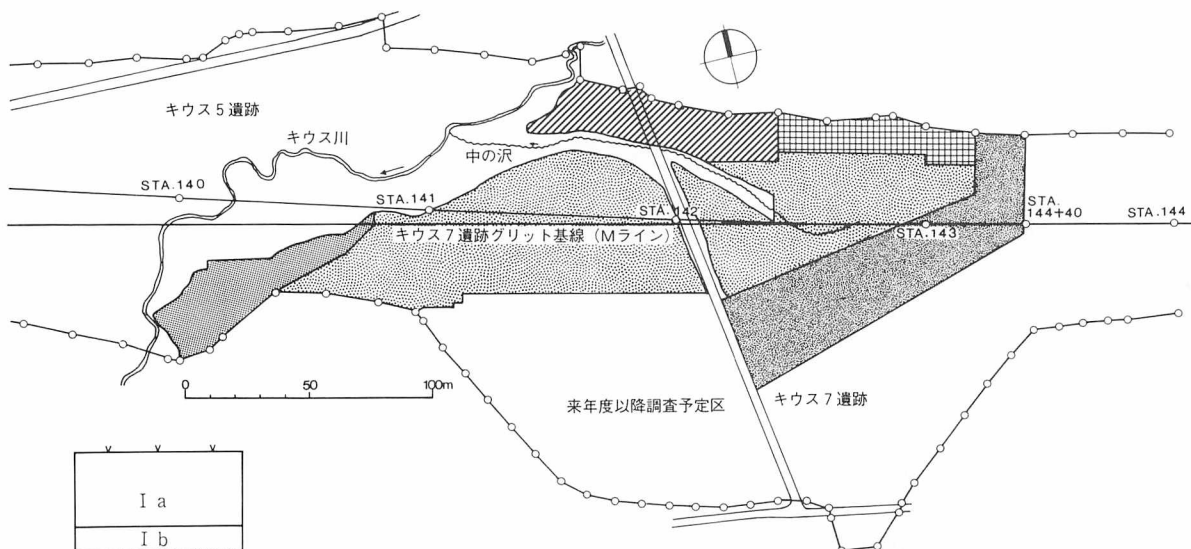 キウス5遺跡
キウス川
中の沢
STA.140
STA.141
STA.142
STA.
144+40
STA.144
STA.143
キウス7遺跡グリット基線（Mライン）
0 50 100m
来年度以降調査予定区
キウス7遺跡
Ia
Ib